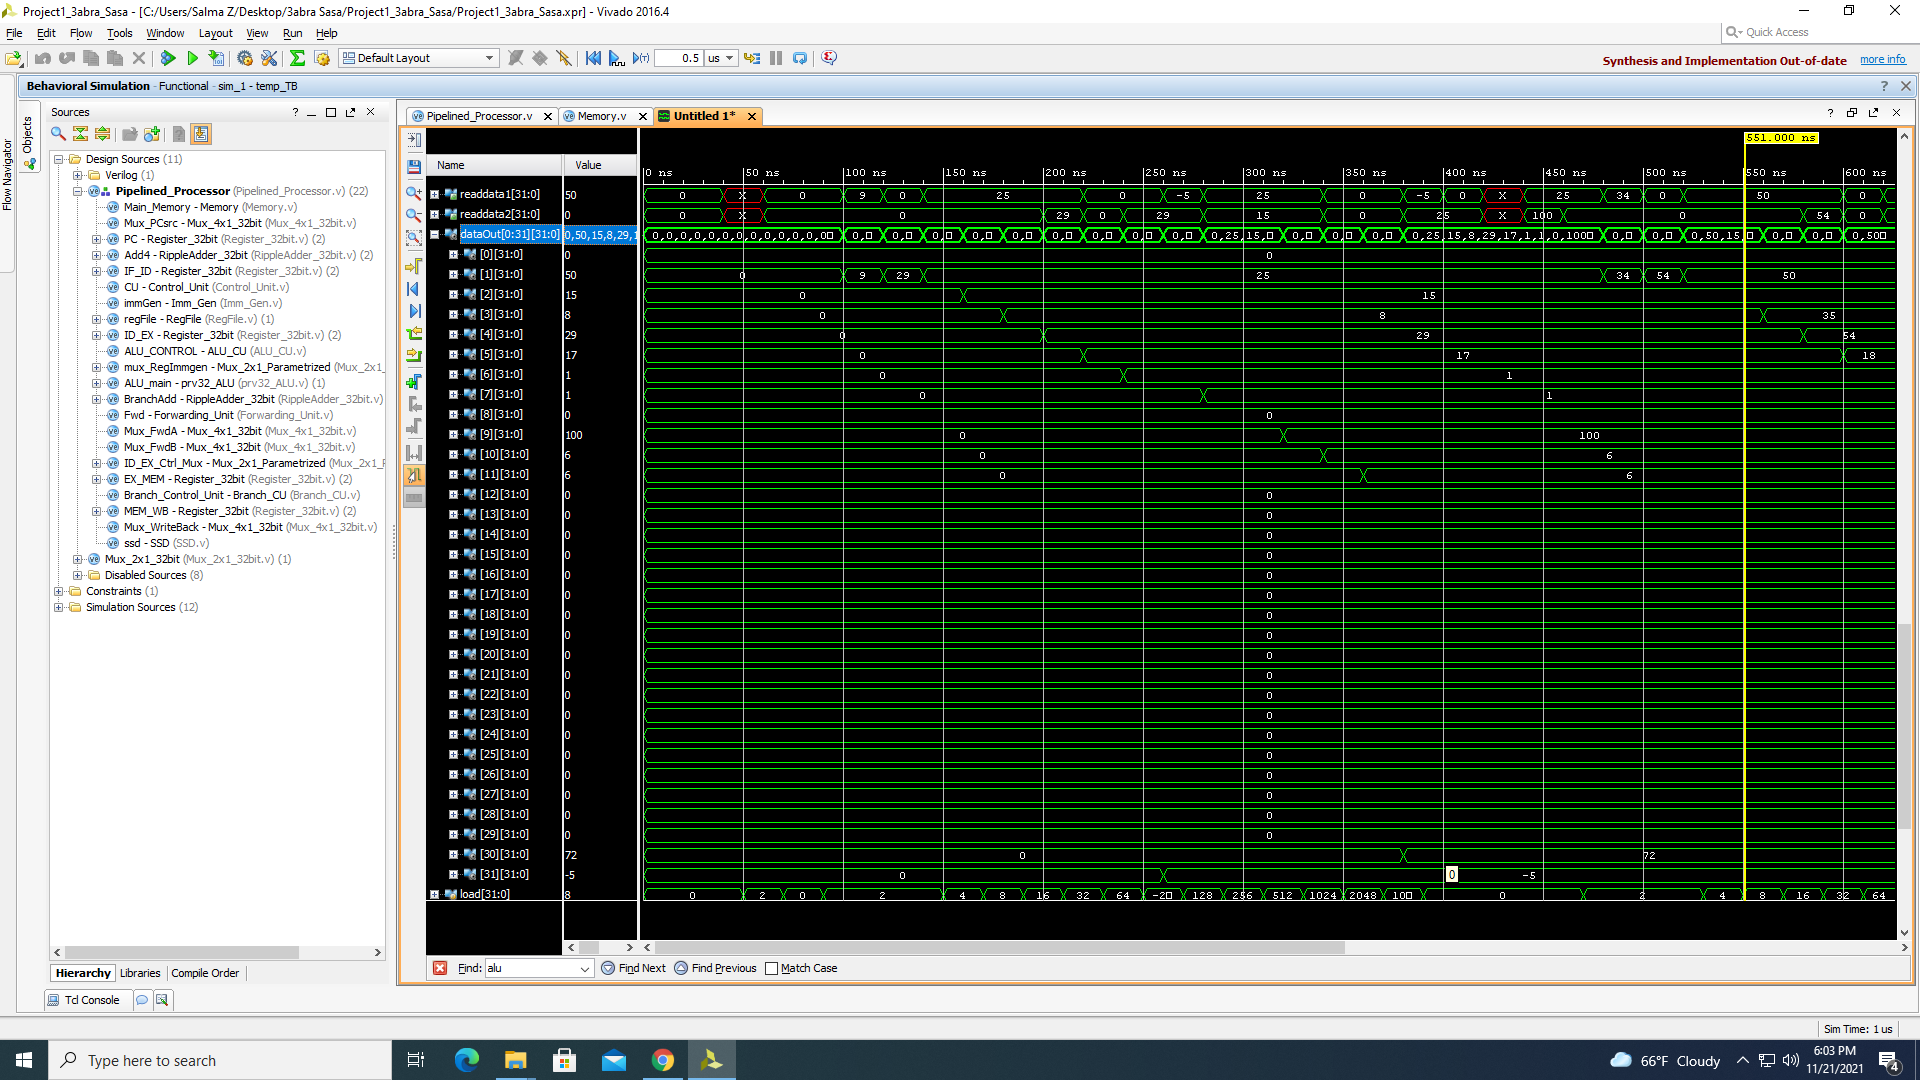 Project1_3abra_Sasa - [C:/Users/Salma Z/Desktop/3abra Sasa/Project1_3abra_Sasa/Project1_3abra_Sasa.xpr] - Vivado 2016.4
File Edit Flow Tools Window Layout View Run Help
Quick Access
Default Layout 0.5 us
Synthesis and Implementation Out-of-date more info
Behavioral Simulation - Functional - sim_1 - temp_TB
Flow Navigator
Objects
Sources
Design Sources (11)
Verilog (1)
Pipelined_Processor (Pipelined_Processor.v) (22)
Main_Memory - Memory (Memory.v)
Mux_PCsrc - Mux_4x1_32bit (Mux_4x1_32bit.v)
PC - Register_32bit (Register_32bit.v) (2)
Add4 - RippleAdder_32bit (RippleAdder_32bit.v) (2)
IF_ID - Register_32bit (Register_32bit.v) (2)
CU - Control_Unit (Control_Unit.v)
immGen - Imm_Gen (Imm_Gen.v)
regFile - RegFile (RegFile.v) (1)
ID_EX - Register_32bit (Register_32bit.v) (2)
ALU_CONTROL - ALU_CU (ALU_CU.v)
mux_RegImmgen - Mux_2x1_Parametrized (Mux_2x1_
ALU_main - prv32_ALU (prv32_ALU.v) (1)
BranchAdd - RippleAdder_32bit (RippleAdder_32bit.v)
Fwd - Forwarding_Unit (Forwarding_Unit.v)
Mux_FwdA - Mux_4x1_32bit (Mux_4x1_32bit.v)
Mux_FwdB - Mux_4x1_32bit (Mux_4x1_32bit.v)
ID_EX_Ctrl_Mux - Mux_2x1_Parametrized (Mux_2x1_F
EX_MEM - Register_32bit (Register_32bit.v) (2)
Branch_Control_Unit - Branch_CU (Branch_CU.v)
MEM_WB - Register_32bit (Register_32bit.v) (2)
Mux_WriteBack - Mux_4x1_32bit (Mux_4x1_32bit.v)
ssd - SSD (SSD.v)
Mux_2x1_32bit (Mux_2x1_32bit.v) (1)
Disabled Sources (8)
Constraints (1)
Simulation Sources (12)
Hierarchy Libraries Compile Order
Tcl Console
Pipelined_Processor.v Memory.v Untitled 1*
551.000 ns
Name Value 0 ns 50 ns 100 ns 150 ns 200 ns 250 ns 300 ns 350 ns 400 ns 450 ns 500 ns 550 ns 600 ns
readdata1[31:0] 50 0 X 0 9 0 25 0 -5 25 0 -5 0 X 25 34 0 50 0
readdata2[31:0] 0 0 X 0 29 0 29 15 0 25 X 100 0 54 0
dataOut[0:31][31:0] 0,50,15,8,29,1 0,0,0,0,0,0,0,0,0,0,0,0,0 0,0 0,0 0,0 0,0 0,0 0,0 0,0 0,0 0,25,15,0 0,0 0,0 0,0 0,25,15,8,29,17,1,1,0,100 0,0 0,0 0,50,15, 0,0 0,0 0,50
[0][31:0] 0 0
[1][31:0] 50 0 9 29 25 34 54 50
[2][31:0] 15 0 15
[3][31:0] 8 0 8 35
[4][31:0] 29 0 29 54
[5][31:0] 17 0 17 18
[6][31:0] 1 0 1
[7][31:0] 1 0 1
[8][31:0] 0 0
[9][31:0] 100 0 100
[10][31:0] 6 0 6
[11][31:0] 6 0 6
[12][31:0] 0 0
[13][31:0] 0 0
[14][31:0] 0 0
[15][31:0] 0 0
[16][31:0] 0 0
[17][31:0] 0 0
[18][31:0] 0 0
[19][31:0] 0 0
[20][31:0] 0 0
[21][31:0] 0 0
[22][31:0] 0 0
[23][31:0] 0 0
[24][31:0] 0 0
[25][31:0] 0 0
[26][31:0] 0 0
[27][31:0] 0 0
[28][31:0] 0 0
[29][31:0] 0 0
[30][31:0] 72 0 72
[31][31:0] -5 0 0 -5
load[31:0] 8 0 2 0 2 4 8 16 32 64 -2 128 256 512 1024 2048 10 0 2 4 8 16 32 64
Find: alu Find Next Find Previous Match Case
Sim Time: 1 us
Type here to search
66°F Cloudy
6:03 PM
11/21/2021
4